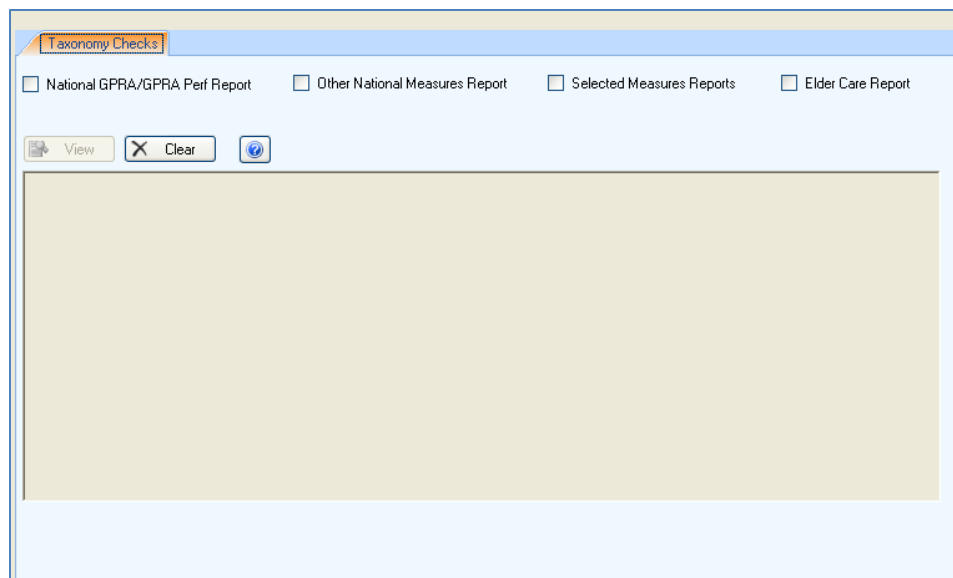 Taxonomy Checks
National GPRA/GPRA Perf Report Other National Measures Report Selected Measures Reports Elder Care Report
View Clear ?